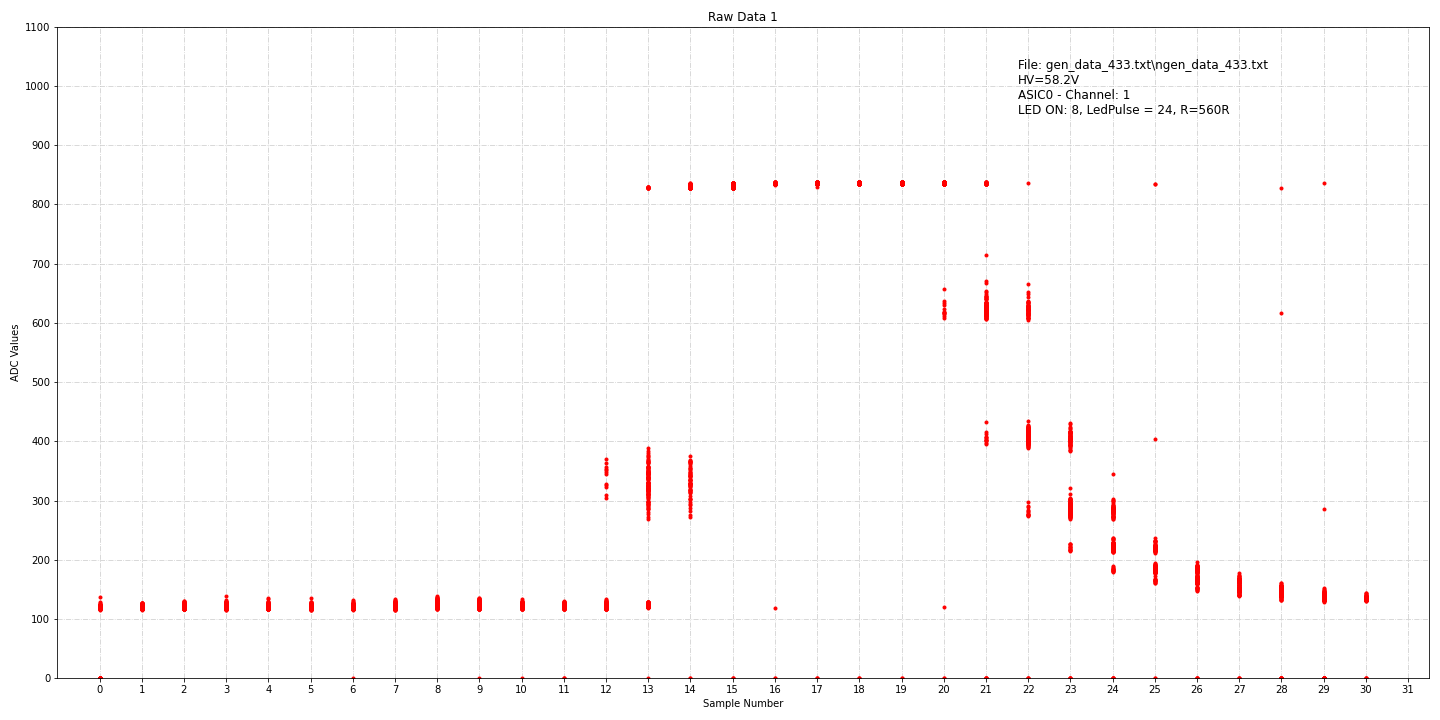 Raw Data 1
1100
1000
900
800
700
600
500
400
300
200
100
0
ADC Values
File: gen_data_433.txt\ngen_data_433.txt
HV=58.2V
ASIC0 - Channel: 1
LED ON: 8, LedPulse = 24, R=560R
0 1 2 3 4 5 6 7 8 9 10 11 12 13 14 15 16 17 18 19 20 21 22 23 24 25 26 27 28 29 30 31
Sample Number